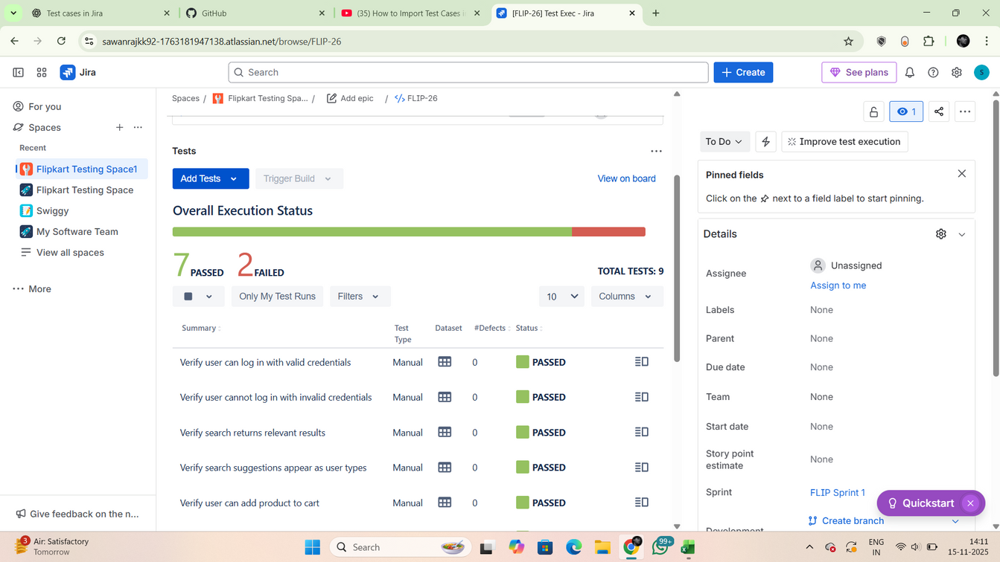 Test cases in Jira
GitHub
(35) How to Import Test Cases i
[FLIP-26] Test Exec - Jira
sawanrajkk92-1763181947138.atlassian.net/browse/FLIP-26
Jira
Search
Create
See plans
S
For you
Spaces
Recent
Flipkart Testing Space1
Flipkart Testing Space
Swiggy
My Software Team
View all spaces
More
Give feedback on the n...
Spaces / Flipkart Testing Spa... / Add epic / FLIP-26
Tests
Add Tests
Trigger Build
View on board
Overall Execution Status
7 PASSED 2 FAILED
TOTAL TESTS: 9
Only My Test Runs
Filters
10
Columns
Summary Test Type Dataset #Defects Status
Verify user can log in with valid credentials Manual 0 PASSED
Verify user cannot log in with invalid credentials Manual 0 PASSED
Verify search returns relevant results Manual 0 PASSED
Verify search suggestions appear as user types Manual 0 PASSED
Verify user can add product to cart Manual 0 PASSED
1
To Do
Improve test execution
Pinned fields
Click on the next to a field label to start pinning.
Details
Assignee Unassigned
Assign to me
Labels None
Parent None
Due date None
Team None
Start date None
Story point
estimate None
Sprint FLIP Sprint 1
Quickstart
Create branch
Development
3
Air: Satisfactory
Tomorrow
Search
99+
ENG
IN
14:11
15-11-2025